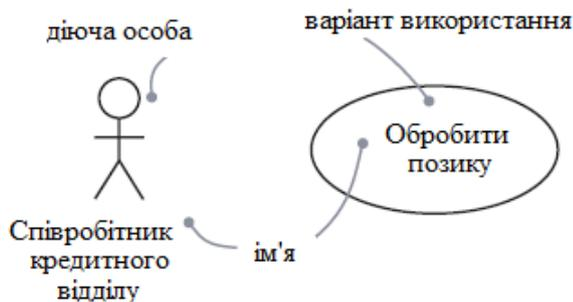 діюча особа
варіант використання
Обробити
позику
Співробітник
кредитного
відділу
ім'я